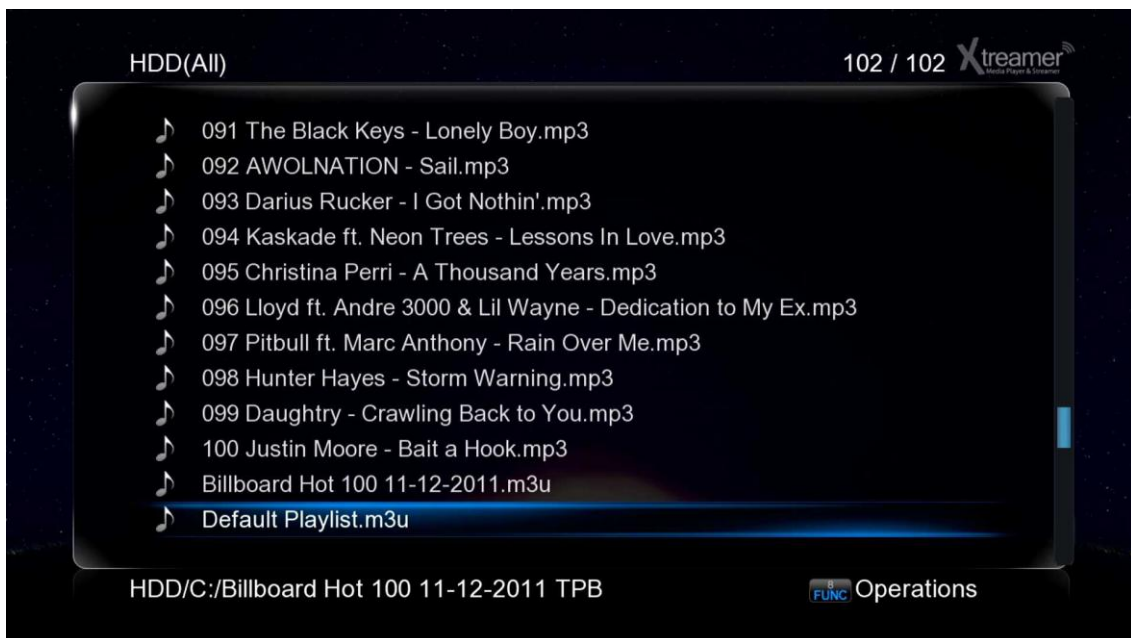 HDD(All)
102 / 102
Xtreamer
Media Player & Streamer
091 The Black Keys - Lonely Boy.mp3
092 AWOLNATION - Sail.mp3
093 Darius Rucker - I Got Nothin'.mp3
094 Kaskade ft. Neon Trees - Lessons In Love.mp3
095 Christina Perri - A Thousand Years.mp3
096 Lloyd ft. Andre 3000 & Lil Wayne - Dedication to My Ex.mp3
097 Pitbull ft. Marc Anthony - Rain Over Me.mp3
098 Hunter Hayes - Storm Warning.mp3
099 Daughtry - Crawling Back to You.mp3
100 Justin Moore - Bait a Hook.mp3
Billboard Hot 100 11-12-2011.m3u
Default Playlist.m3u
HDD/C:/Billboard Hot 100 11-12-2011 TPB
8
FUNC
Operations